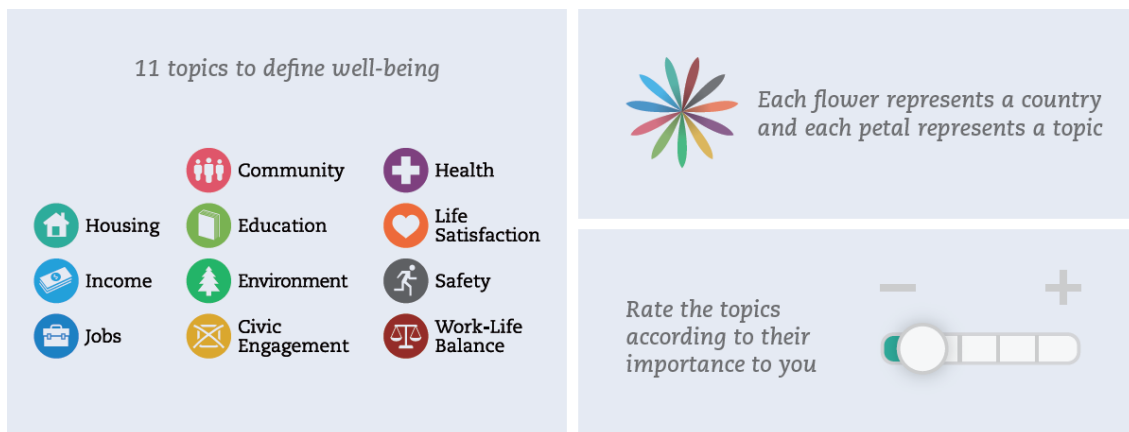 11 topics to define well-being
Housing
Income
Jobs
Community
Education
Environment
Civic
Engagement
Health
Life
Satisfaction
Safety
Work-Life
Balance
Each flower represents a country
and each petal represents a topic
Rate the topics
according to their
importance to you